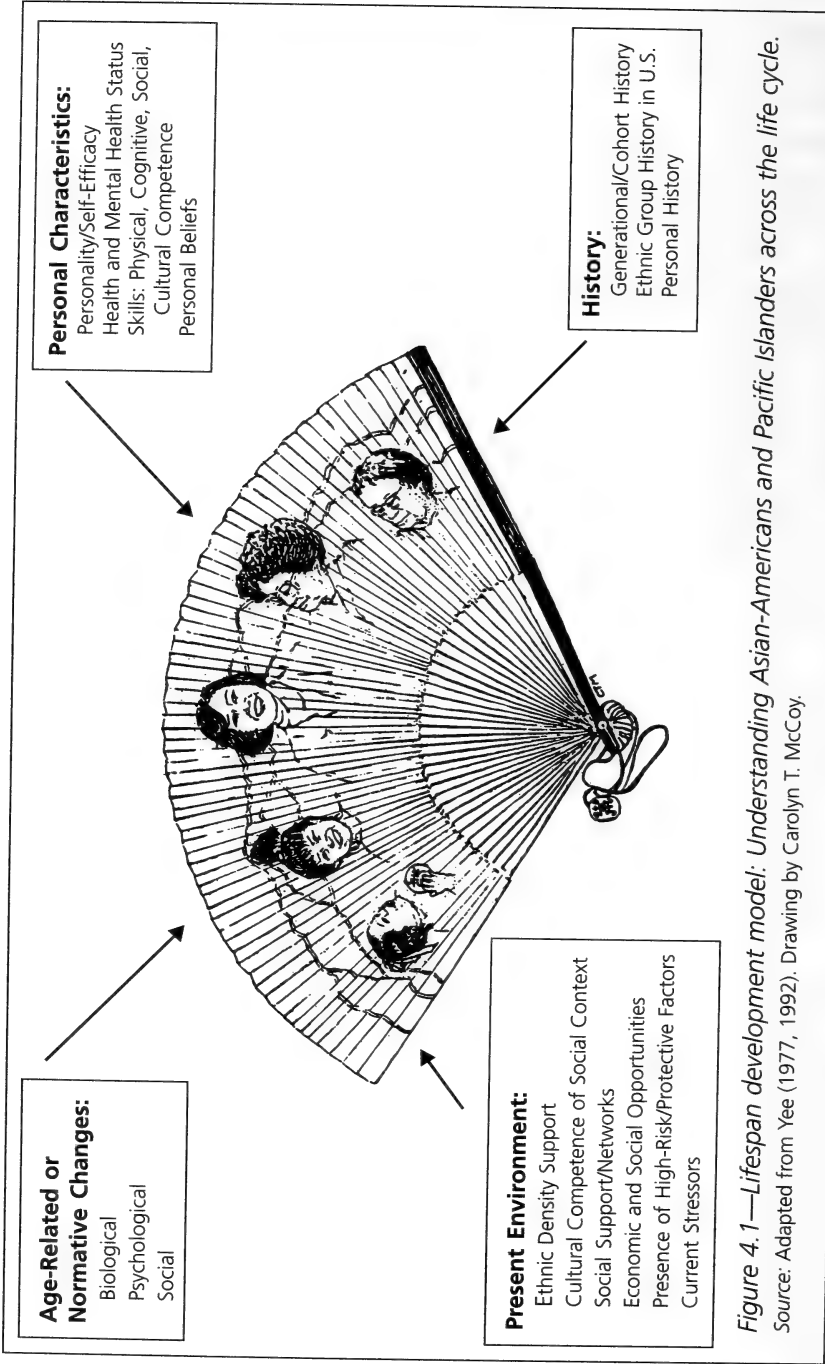 Age-Related or
Normative Changes:
Biological
Psychological
Social
Personal Characteristics:
Personality/Self-Efficacy
Health and Mental Health Status
Skills: Physical, Cognitive, Social,
Cultural Competence
Personal Beliefs
Present Environment:
Ethnic Density Support
Cultural Competence of Social Context
Social Support/Networks
Economic and Social Opportunities
Presence of High-Risk/Protective Factors
Current Stressors
History:
Generational/Cohort History
Ethnic Group History in U.S.
Personal History
Figure 4.1—Lifespan development model: Understanding Asian-Americans and Pacific Islanders across the life cycle.
Source: Adapted from Yee (1977, 1992). Drawing by Carolyn T. McCoy.